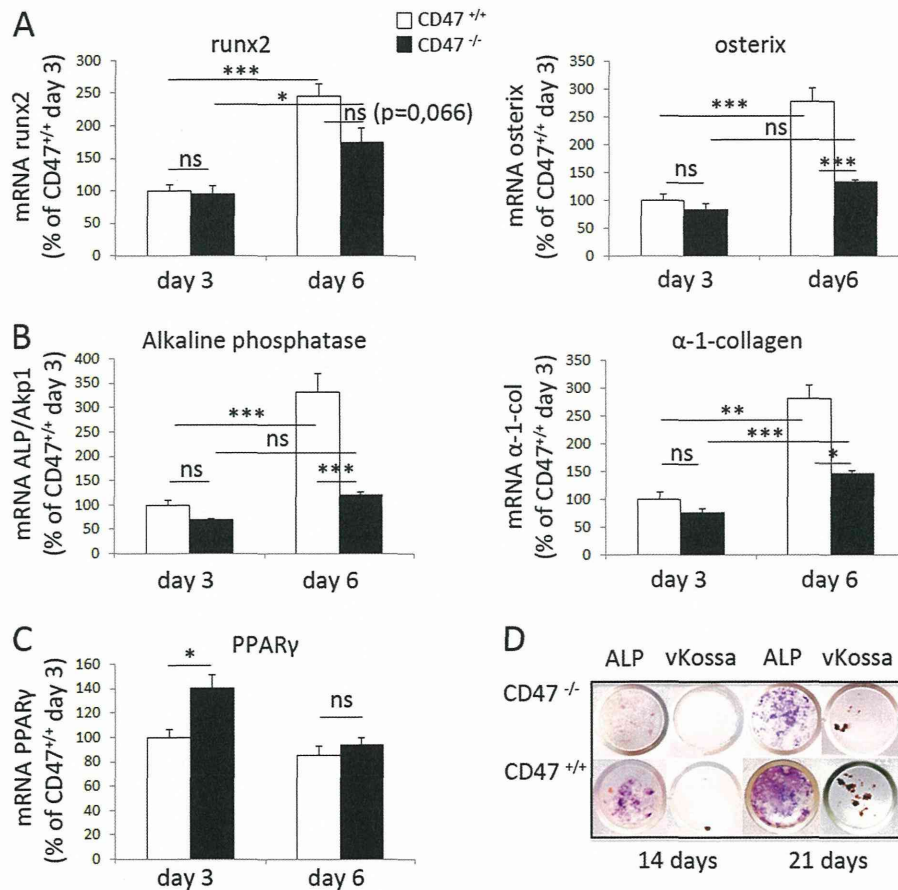 A
CD47 +/+
CD47 -/-
runx2
mRNA runx2
(% of CD47+/+ day 3)
300
250
200
150
100
50
0
ns
***
*
ns (p=0,066)
day 3
day 6
osterix
mRNA osterix
(% of CD47+/+ day 3)
350
300
250
200
150
100
50
0
ns
***
ns
***
day 3
day6
B
Alkaline phosphatase
mRNA ALP/Akp1
(% of CD47+/+ day 3)
400
350
300
250
200
150
100
50
0
ns
***
ns
***
day 3
day 6
α-1-collagen
mRNA α-1-col
(% of CD47+/+ day 3)
350
300
250
200
150
100
50
0
ns
**
***
*
day 3
day 6
C
PPARγ
mRNA PPARγ
(% of CD47+/+ day 3)
160
140
120
100
80
60
40
20
0
*
ns
day 3
day 6
D
ALP vKossa ALP vKossa
CD47 -/-
CD47 +/+
14 days 21 days